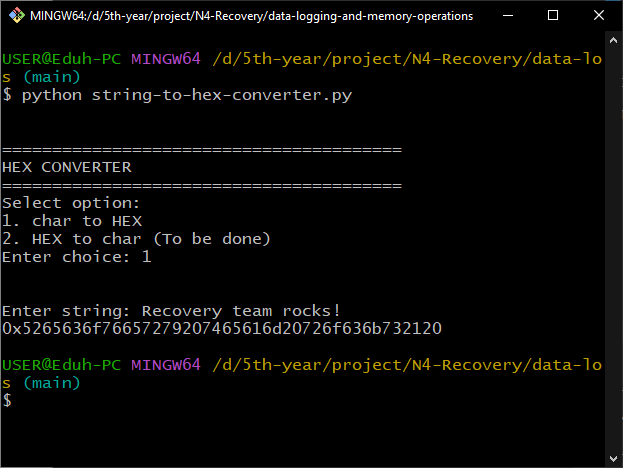 MINGW64:/d/5th-year/project/N4-Recovery/data-logging-and-memory-operations
USER@Eduh-PC MINGW64 /d/5th-year/project/N4-Recovery/data-lo
s (main)
$ python string-to-hex-converter.py
========================================
HEX CONVERTER
========================================
Select option:
1. char to HEX
2. HEX to char (To be done)
Enter choice: 1
Enter string: Recovery team rocks!
0x5265636f76657279207465616d20726f636b732120
USER@Eduh-PC MINGW64 /d/5th-year/project/N4-Recovery/data-lo
s (main)
$